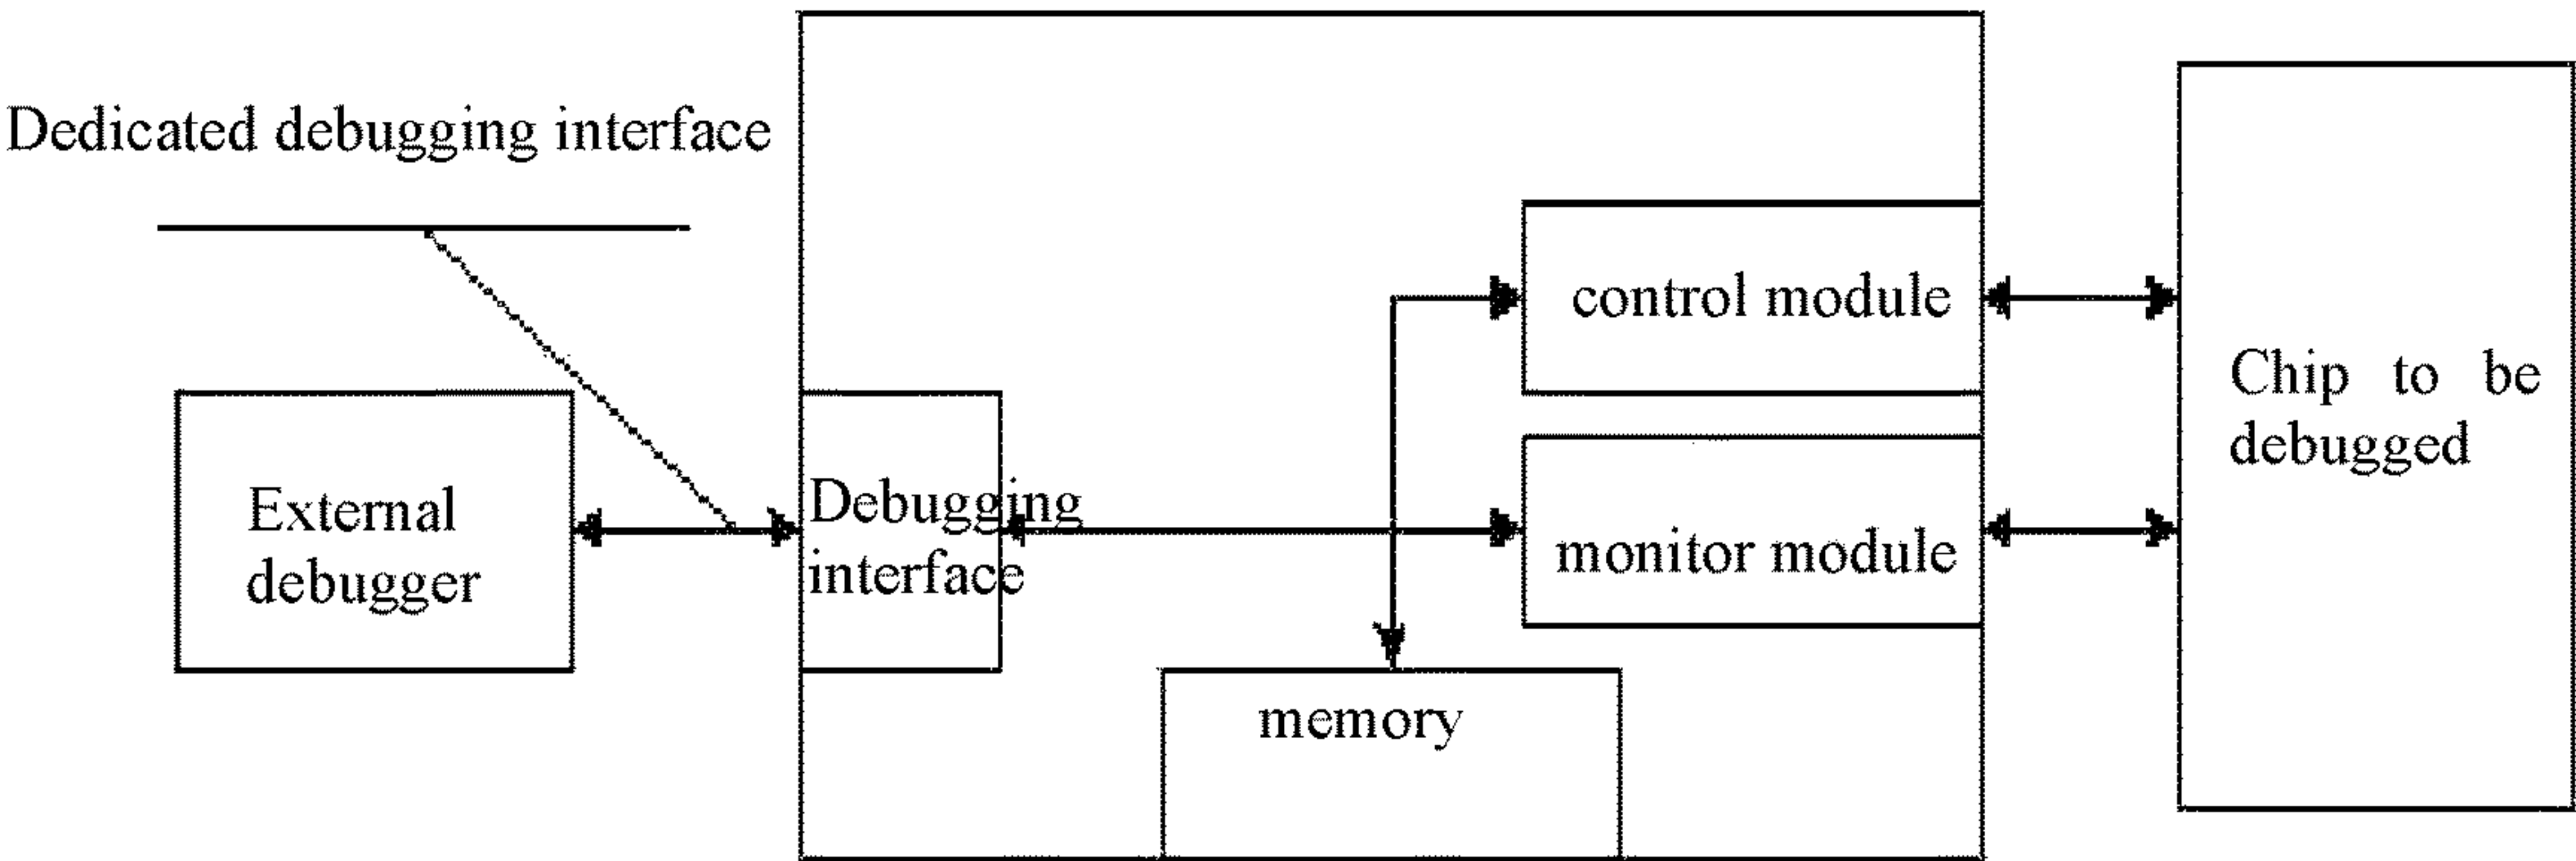 Dedicated debugging interface
control module
Chip to be
debugged
External
debugger
Debugging
interface
monitor module
memory